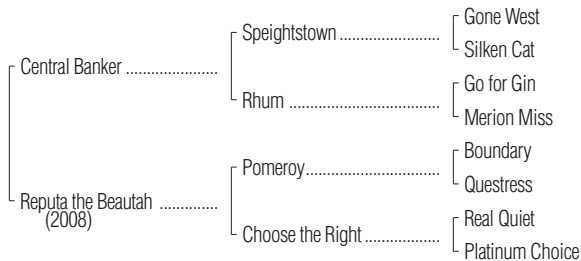 Gone West
Speightstown ........................
Silken Cat
Central Banker ......................
Go for Gin
Rhum ....................................
Merion Miss
Boundary
Pomeroy................................
Questress
Reputa the Beautah ..............
(2008)
Real Quiet
Choose the Right ..................
Platinum Choice